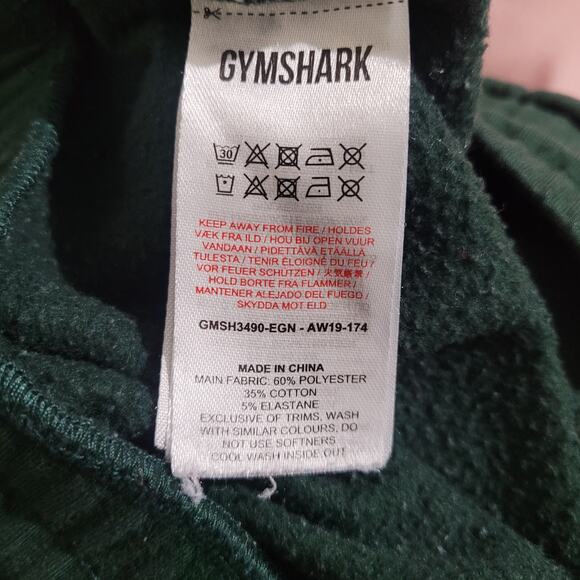 GYMSHARK
30
KEEP AWAY FROM FIRE / HOLDES
VÆK FRA ILD / HOU BIJ OPEN VUUR
VANDAAN / PIDETTÄVÄ ETÄÄLLÄ
TULESTA / TENIR ÉLOIGNÉ DU FEU /
VOR FEUER SCHÜTZEN / 火気厳禁 /
HOLD BORTE FRA FLAMMER /
MANTENER ALEJADO DEL FUEGO /
SKYDDA MOT ELD
GMSH3490-EGN - AW19-174
MADE IN CHINA
MAIN FABRIC: 60% POLYESTER
35% COTTON
5% ELASTANE
EXCLUSIVE OF TRIMS, WASH
WITH SIMILAR COLOURS, DO
NOT USE SOFTNERS
COOL WASH INSIDE OUT